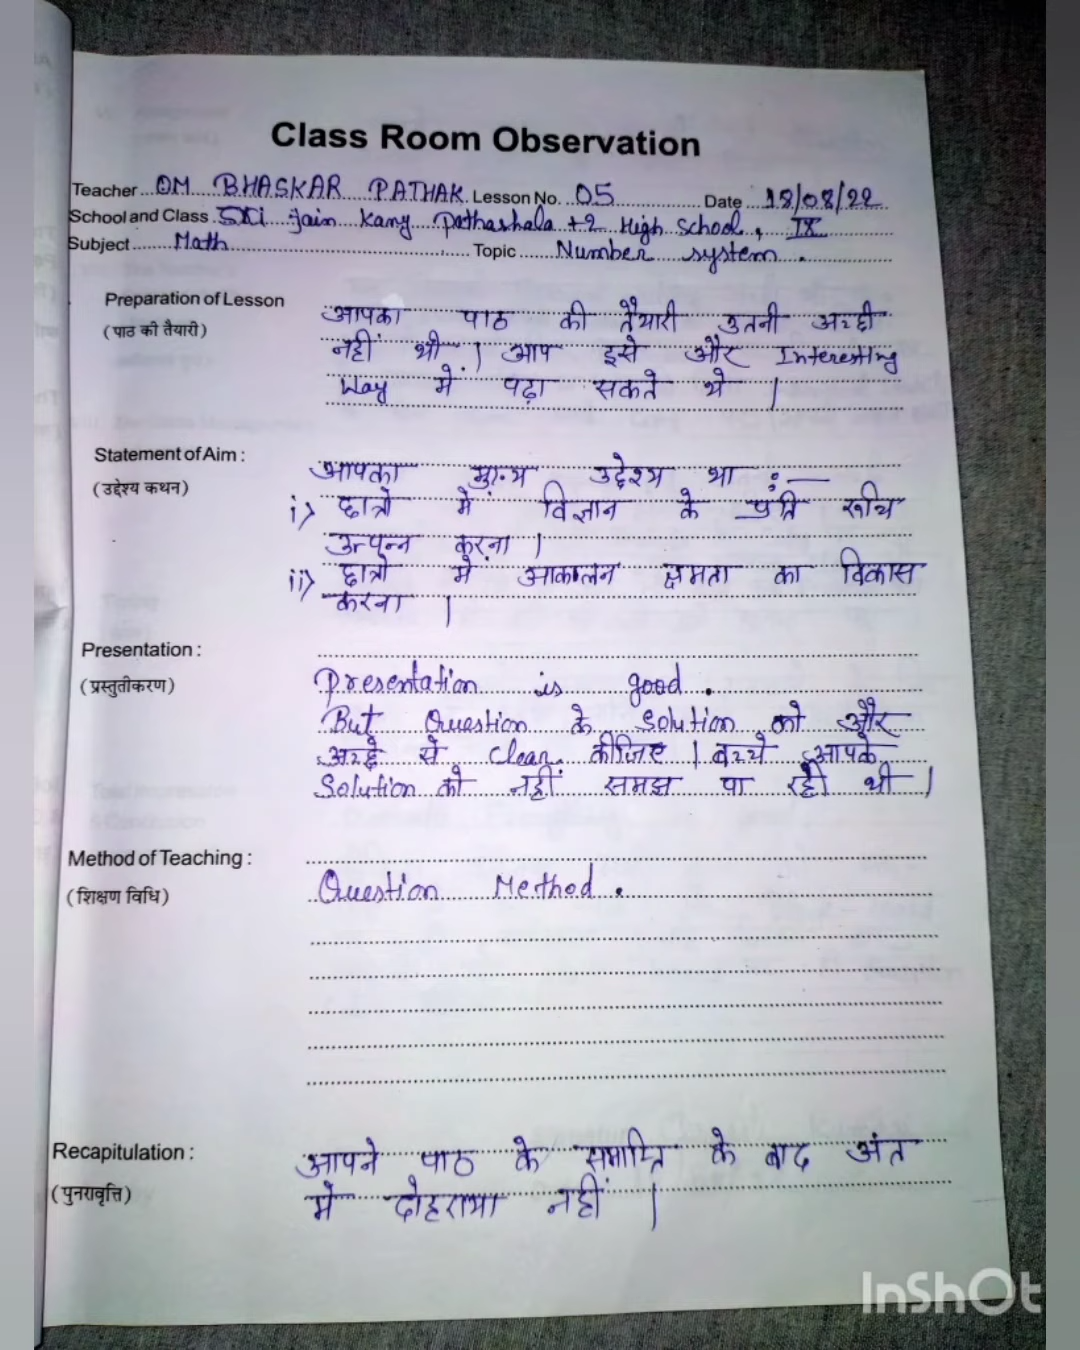 Class Room Observation
Teacher OM BHASKAR PATHAK Lesson No. 05 Date 18/08/22
School and Class Sri Jain Kany Pathashala +2 High School, IX
Subject Math Topic Number system.
Preparation of Lesson
(पाठ की तैयारी)
आपका पाठ की तैयारी उतनी अच्छी
नहीं थी | आप इसे और Interesting
Way में पढ़ा सकते थे |
Statement of Aim :
(उद्देश्य कथन)
आपका मुख्य उद्देश्य था :—
i) छात्रो में विज्ञान के प्रति रूचि
उत्पन्न करना |
ii) छात्रो में आकालन क्षमता का विकास
करना |
Presentation :
(प्रस्तुतीकरण)
Presentation is good.
But Question के Solution को और
अच्छे से clear कीजिए | बच्चे आपके
Solution को नहीं समझ पा रही थी |
Method of Teaching :
(शिक्षण विधि)
Question Method.
Recapitulation :
(पुनरावृत्ति)
आपने पाठ के समाप्ति के बाद अंत
में दोहराया नहीं |
InShOt